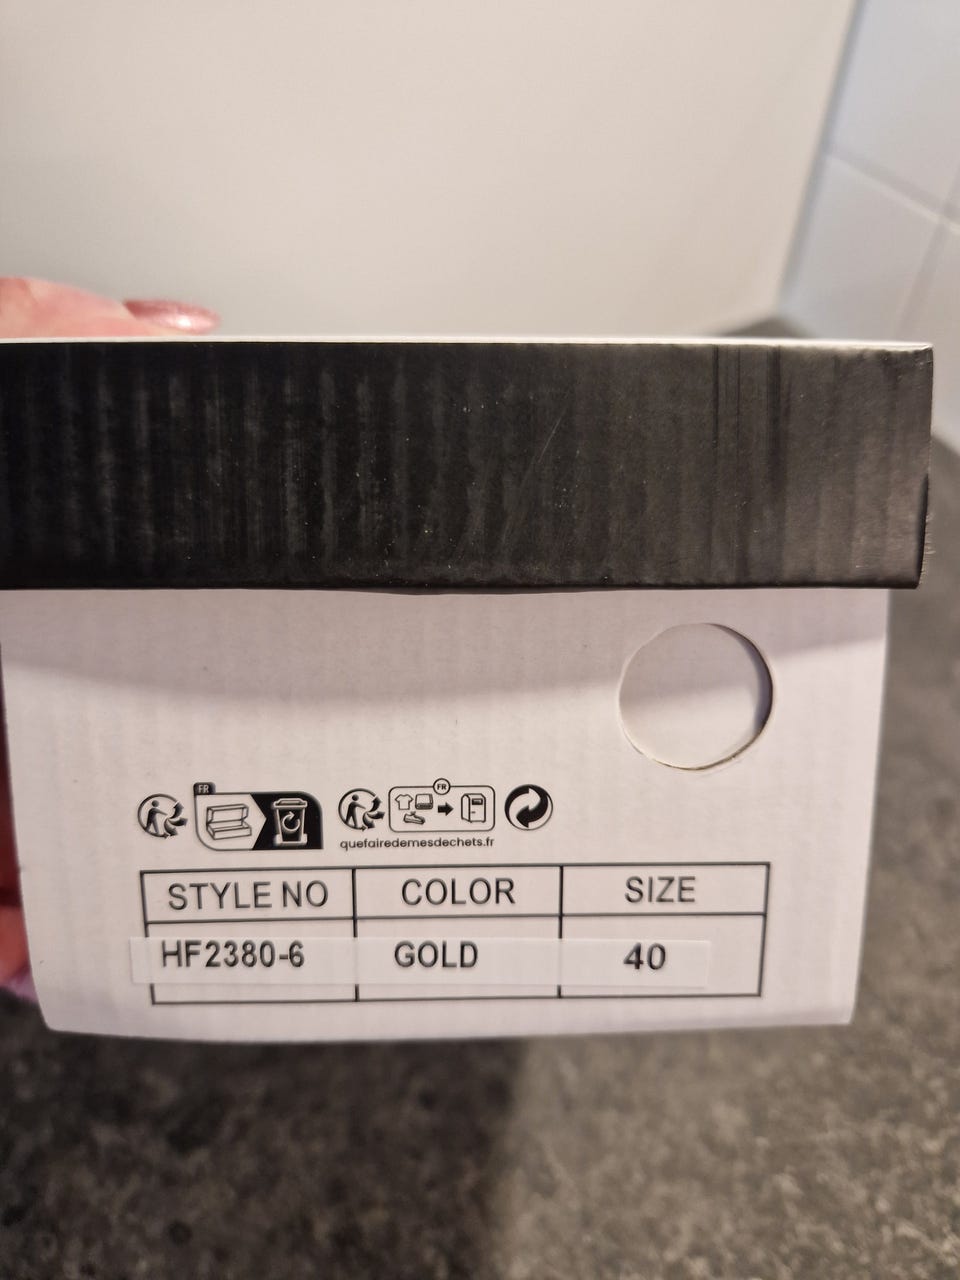 FR
FR
quefairedemesdechets.fr
STYLE NO COLOR SIZE
HF2380-6 GOLD 40